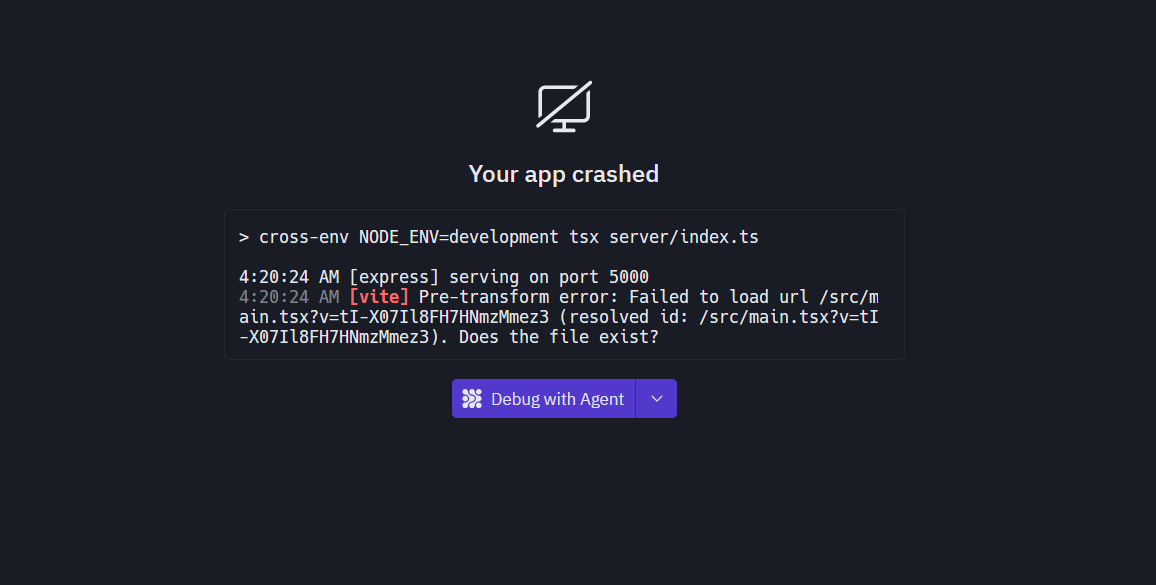 Your app crashed
> cross-env NODE_ENV=development tsx server/index.ts
4:20:24 AM [express] serving on port 5000
4:20:24 AM [vite] Pre-transform error: Failed to load url /src/m
ain.tsx?v=tI-X07Il8FH7HNmzMmez3 (resolved id: /src/main.tsx?v=tI
-X07Il8FH7HNmzMmez3). Does the file exist?
Debug with Agent